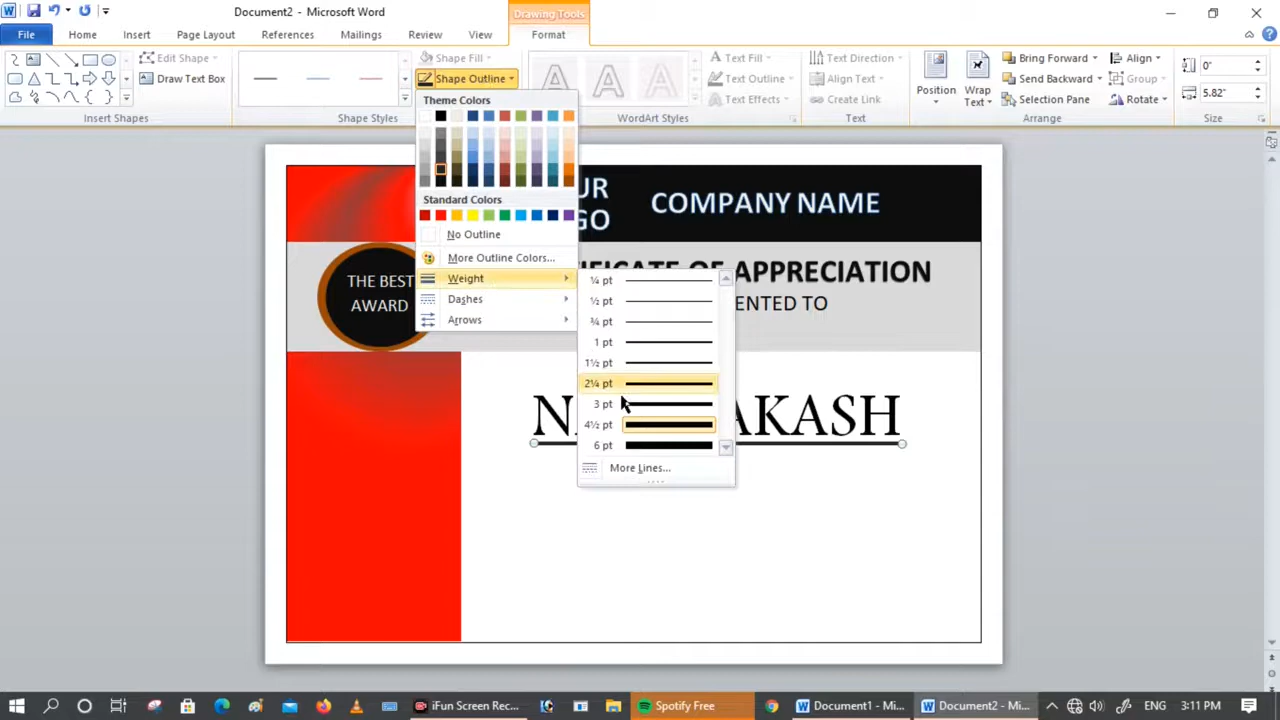 Document2 - Microsoft Word
Drawing Tools
File Home Insert Page Layout References Mailings Review View Format
Edit Shape
Draw Text Box
Insert Shapes
Shape Fill
Shape Outline
Shape Styles
Text Fill
Text Outline
Text Effects
WordArt Styles
Text Direction
Align Text
Create Link
Text
Position
Wrap Text
Bring Forward
Send Backward
Selection Pane
Align
Group
Rotate
Arrange
0"
5.82"
Size
Theme Colors
Standard Colors
No Outline
More Outline Colors...
Weight
Dashes
Arrows
¼ pt
½ pt
¾ pt
1 pt
1½ pt
2¼ pt
3 pt
4½ pt
6 pt
More Lines...
COMPANY NAME
THE BEST
AWARD
OF APPRECIATION
TO
AKASH
iFun Screen Rec...
Spotify Free
Document1 - Mi...
Document2 - Mi...
ENG
3:11 PM